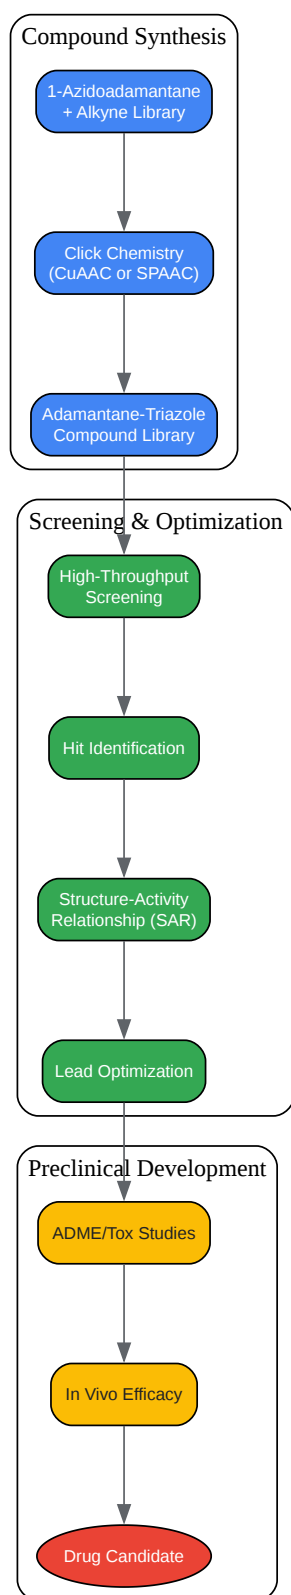 Compound Synthesis
1-Azidoadamantane
+ Alkyne Library
Click Chemistry
(CuAAC or SPAAC)
Adamantane-Triazole
Compound Library
Screening & Optimization
High-Throughput
Screening
Hit Identification
Structure-Activity
Relationship (SAR)
Lead Optimization
Preclinical Development
ADME/Tox Studies
In Vivo Efficacy
Drug Candidate